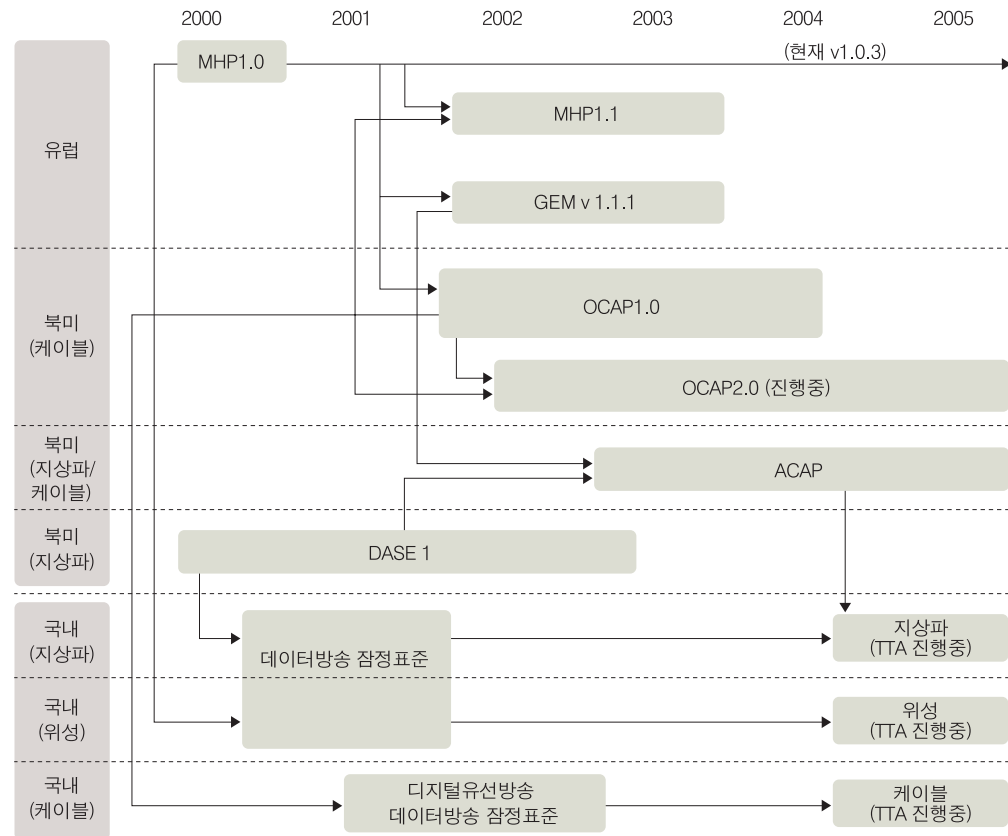 2000 2001 2002 2003 2004 2005
유럽
MHP1.0
(현재 v1.0.3)
MHP1.1
GEM v 1.1.1
북미
(케이블)
OCAP1.0
OCAP2.0 (진행중)
북미
(지상파/
케이블)
ACAP
북미
(지상파)
DASE 1
국내
(지상파)
데이터방송 잠정표준
지상파
(TTA 진행중)
국내
(위성)
위성
(TTA 진행중)
국내
(케이블)
디지털유선방송
데이터방송 잠정표준
케이블
(TTA 진행중)